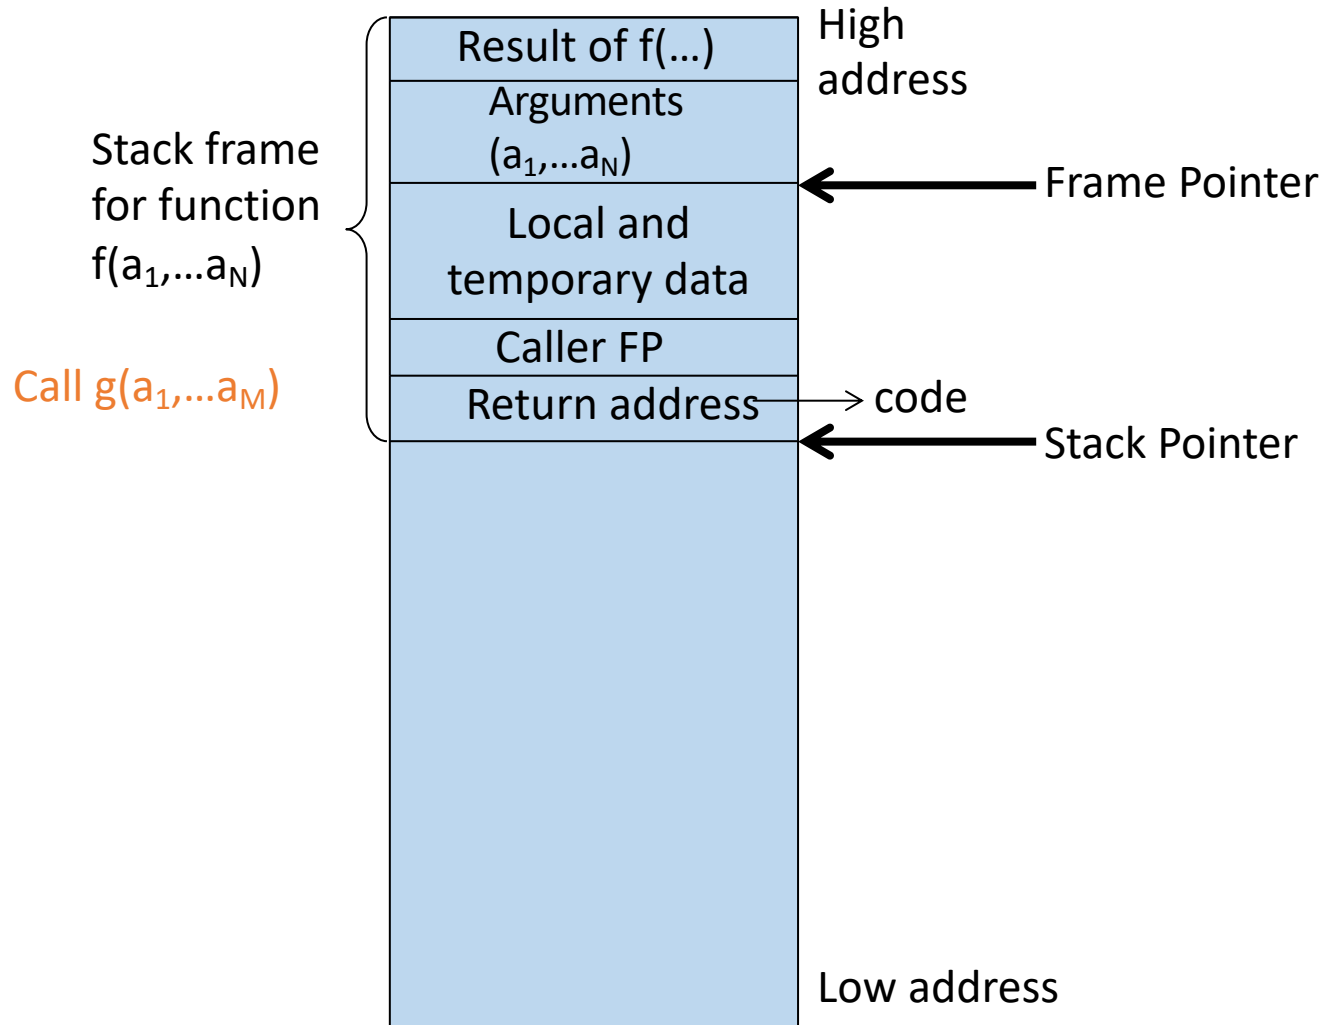 High
address
Result of f(…)
Arguments
(a₁,…aₙ)
Stack frame
for function
f(a₁,…aₙ)
Frame Pointer
Local and
temporary data
Caller FP
Call g(a₁,…aₘ)
Return address
code
Stack Pointer
Low address